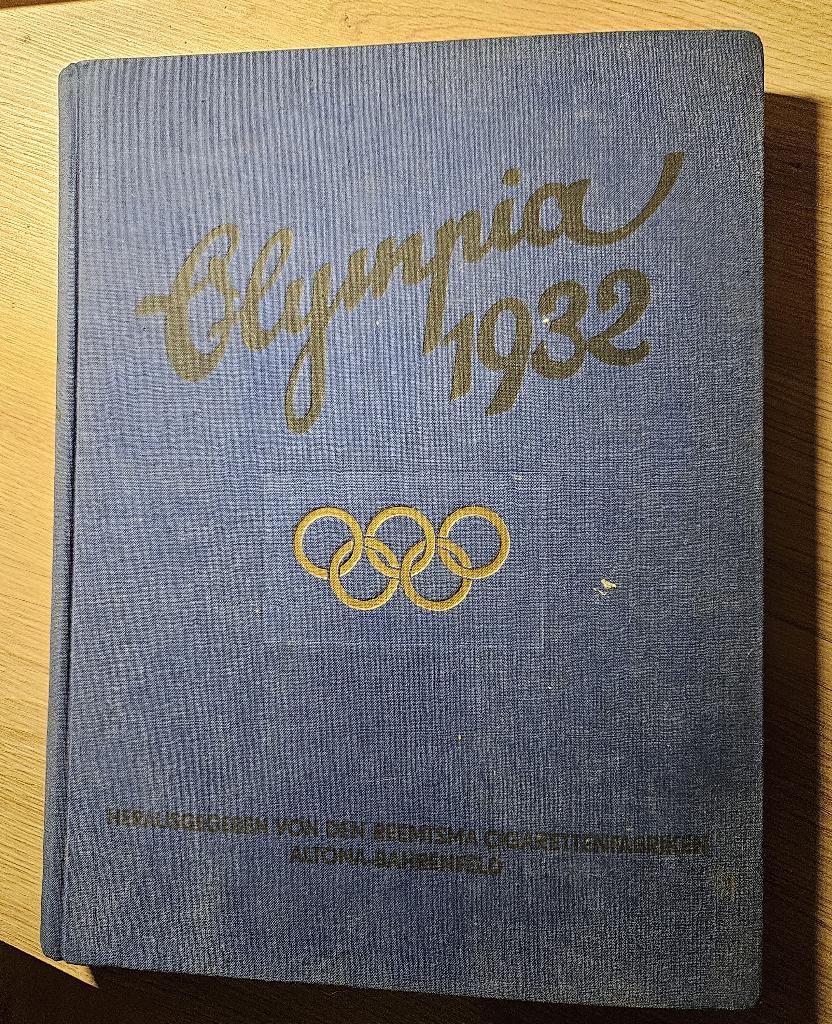 Olympia
1932
HERAUSGEGEBEN VON DEN REEMTSMA CIGARETTENFABRIKEN
ALTONA-BAHRENFELD